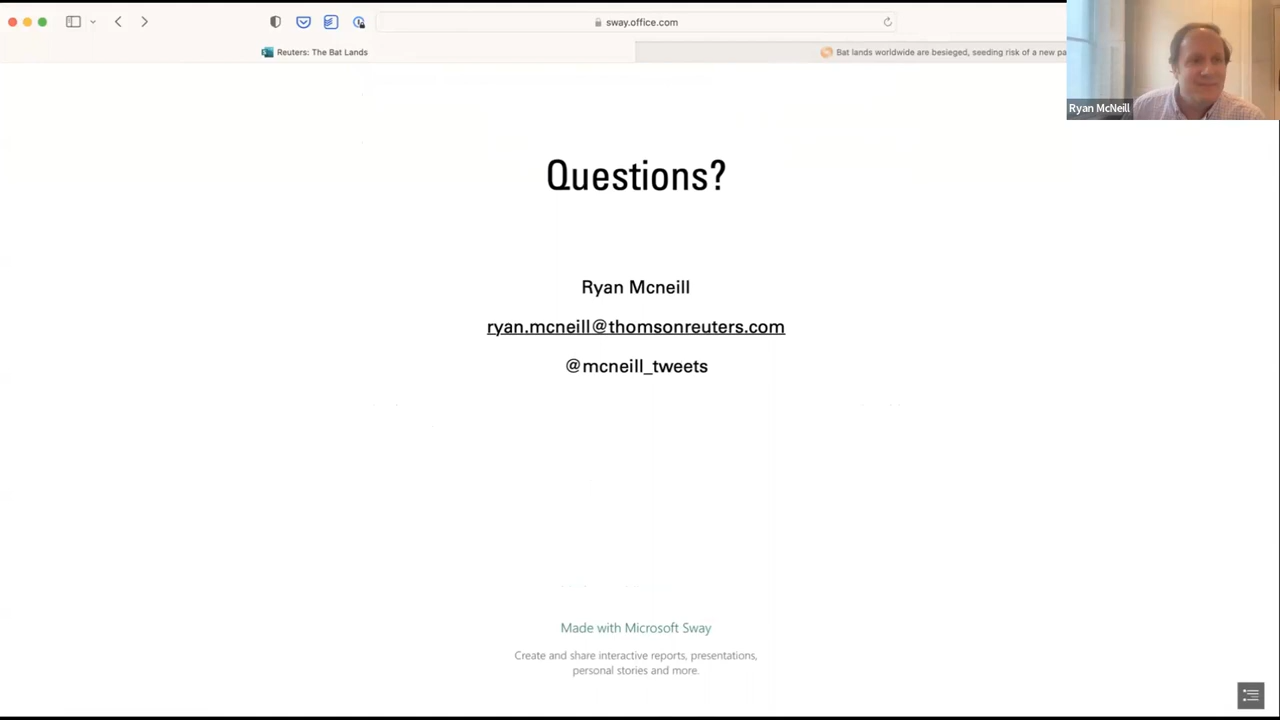 sway.office.com
Reuters: The Bat Lands
Bat lands worldwide are besieged, seeding risk of a new pa
Ryan McNeill
Questions?
Ryan Mcneill
ryan.mcneill@thomsonreuters.com
@mcneill_tweets
Made with Microsoft Sway
Create and share interactive reports, presentations,
personal stories and more.